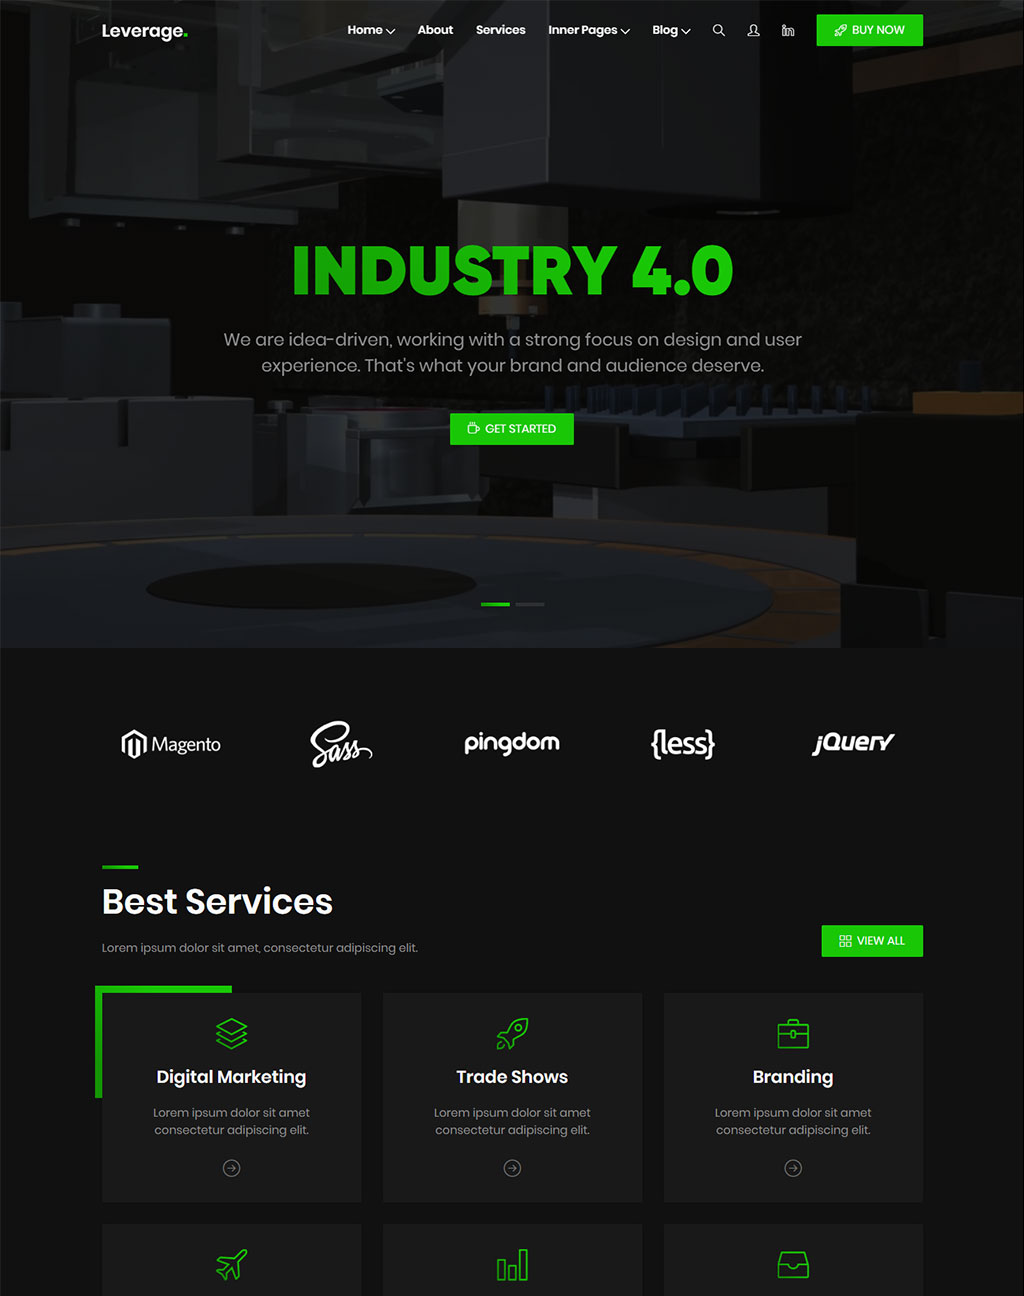 Leverage.
Home
About
Services
Inner Pages
Blog
BUY NOW
INDUSTRY 4.0
We are idea-driven, working with a strong focus on design and user
experience. That's what your brand and audience deserve.
GET STARTED
Magento
Sass
pingdom
{less}
jQuery
Best Services
Lorem ipsum dolor sit amet, consectetur adipiscing elit.
VIEW ALL
Digital Marketing
Lorem ipsum dolor sit amet
consectetur adipiscing elit.
Trade Shows
Lorem ipsum dolor sit amet
consectetur adipiscing elit.
Branding
Lorem ipsum dolor sit amet
consectetur adipiscing elit.